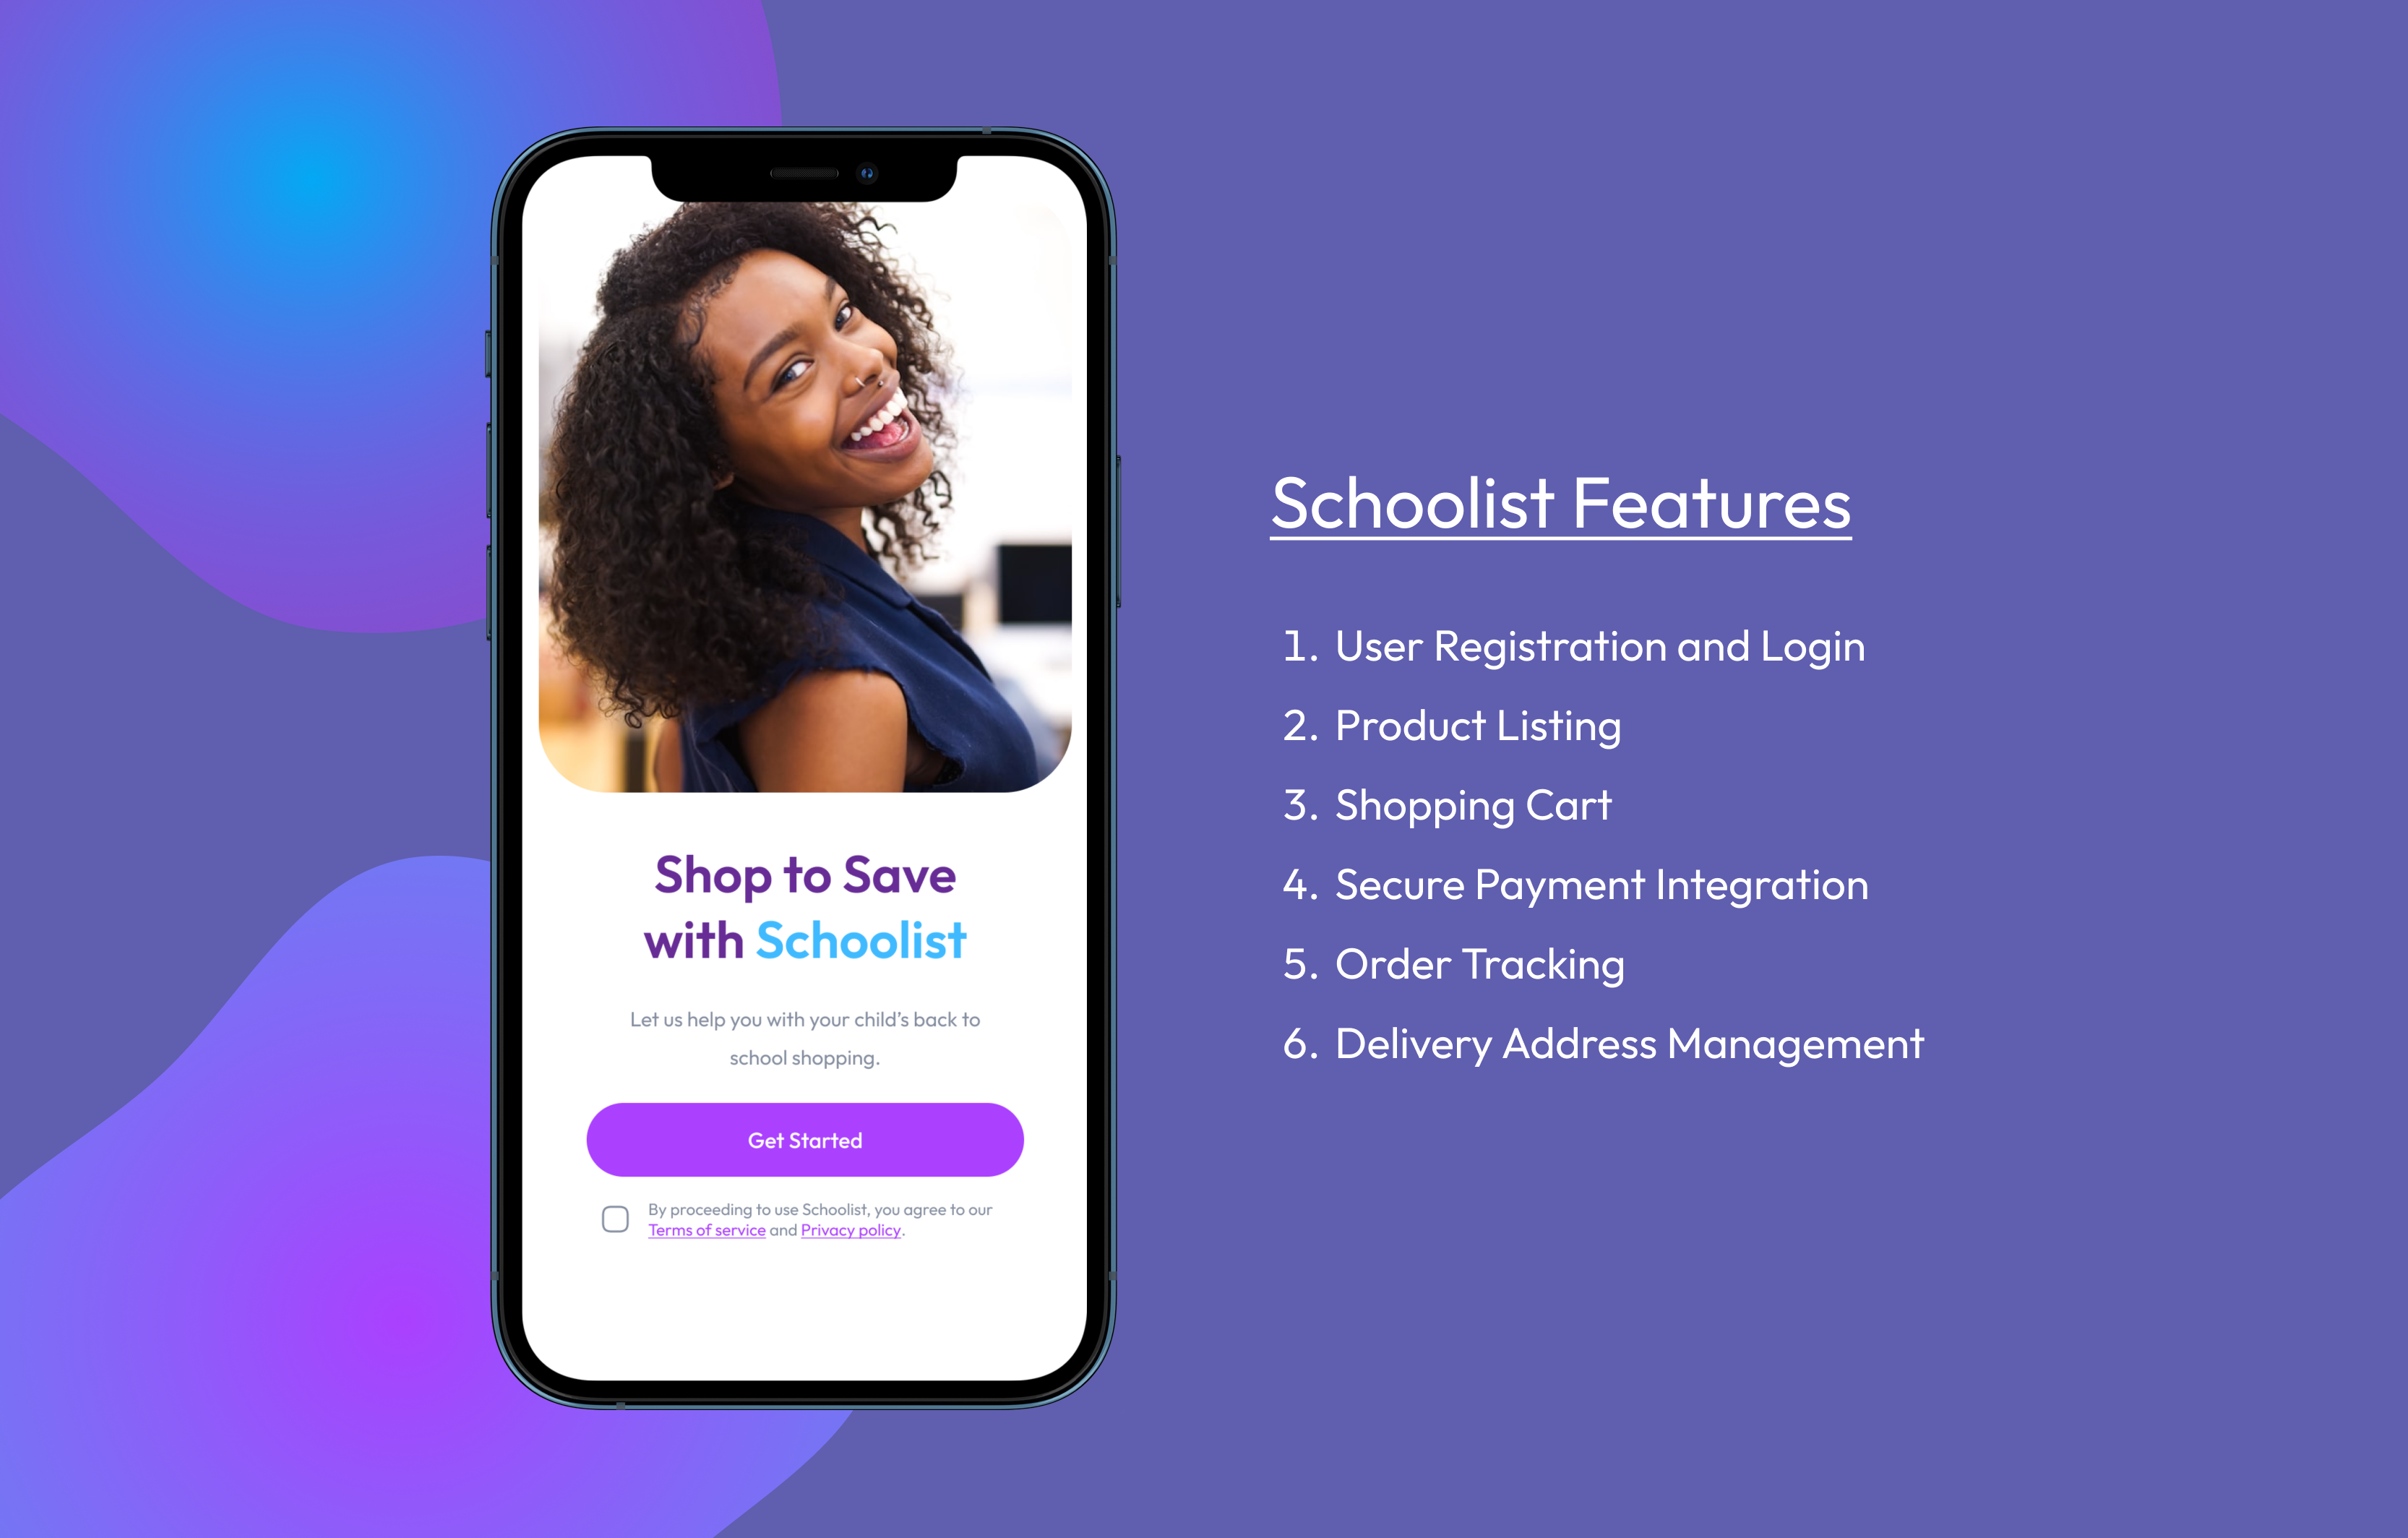 Shop to Save
with Schoolist
Let us help you with your child’s back to
school shopping.
Get Started
By proceeding to use Schoolist, you agree to our
Terms of service and Privacy policy.
Schoolist Features
1. User Registration and Login
2. Product Listing
3. Shopping Cart
4. Secure Payment Integration
5. Order Tracking
6. Delivery Address Management